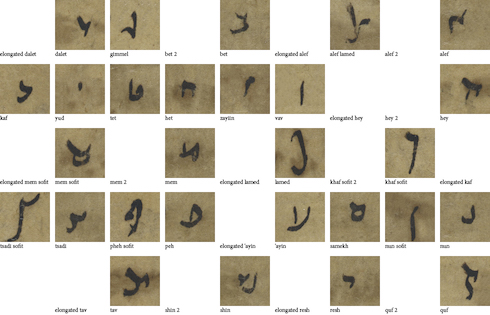 elongated dalet dalet gimmel bet 2 bet elongated alef alef lamed alef 2 alef
kaf yud tet het zayiin vav elongated hey hey 2 hey
elongated mem sofit mem sofit mem 2 mem elongated lamed lamed khaf sofit 2 khaf sofit elongated kaf
tsadi sofit tsadi pheh sofit peh elongated 'ayin 'ayin samekh nun sofit nun
elongated tav tav shin 2 shin elongated resh resh quf 2 quf